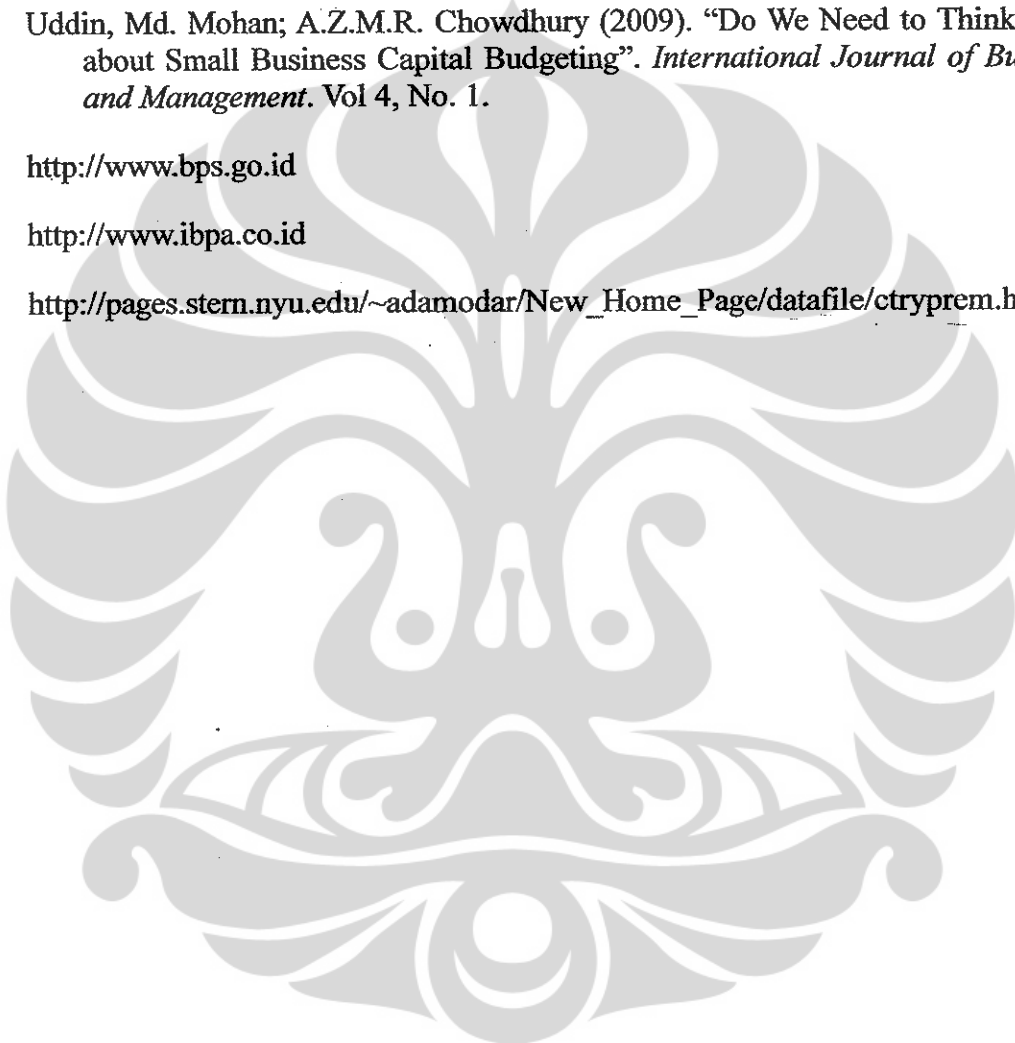 Uddin, Md. Mohan; A.Z.M.R. Chowdhury (2009). “Do We Need to Think
about Small Business Capital Budgeting”. International Journal of Bu
and Management. Vol 4, No. 1.
http://www.bps.go.id
http://www.ibpa.co.id
http://pages.stern.nyu.edu/~adamodar/New_Home_Page/datafile/ctryprem.h